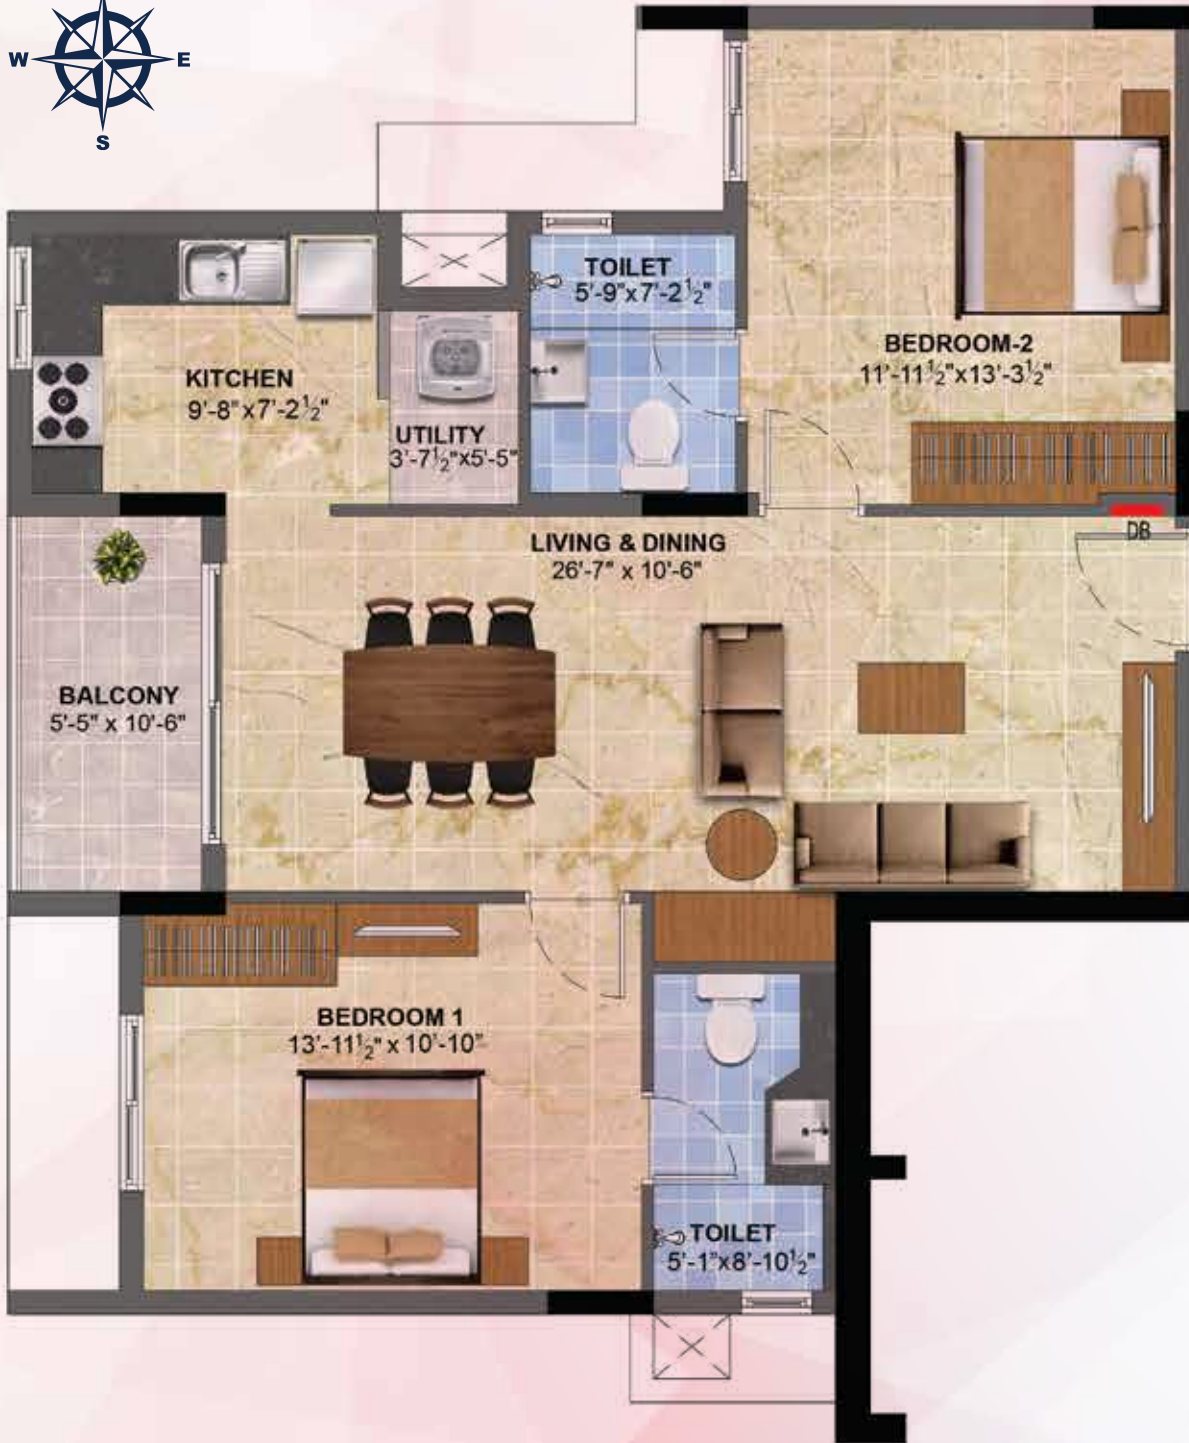 W E
S
TOILET
5'-9"x7'-2½"
BEDROOM-2
11'-11½"x13'-3½"
KITCHEN
9'-8"x7'-2½"
UTILITY
3'-7½"x5'-5"
DB
LIVING & DINING
26'-7" x 10'-6"
BALCONY
5'-5" x 10'-6"
BEDROOM 1
13'-11½" x 10'-10"
TOILET
5'-1"x8'-10½"